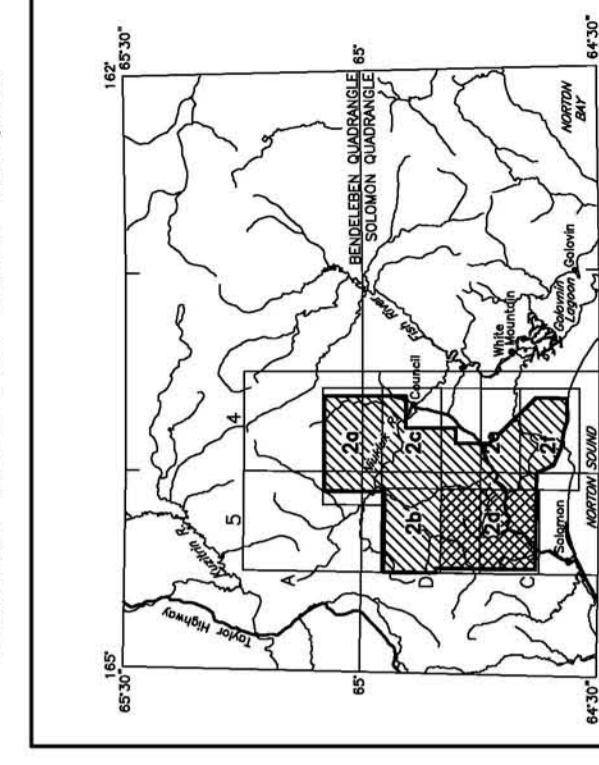 165°
162°
65°30'
65°30'
Taylor Highway
Kuzitrin R.
5
4
A
2a
65°
65°
BENDELEBEN QUADRANGLE
SOLOMON QUADRANGLE
Niukluk R.
Fish River
2b
2c
Council
D
2d
2e
White
Mountain
2f
C
Solomon
Golovnin
Lagoon
Golovin
NORTON
BAY
NORTON SOUND
64°30'
64°30'